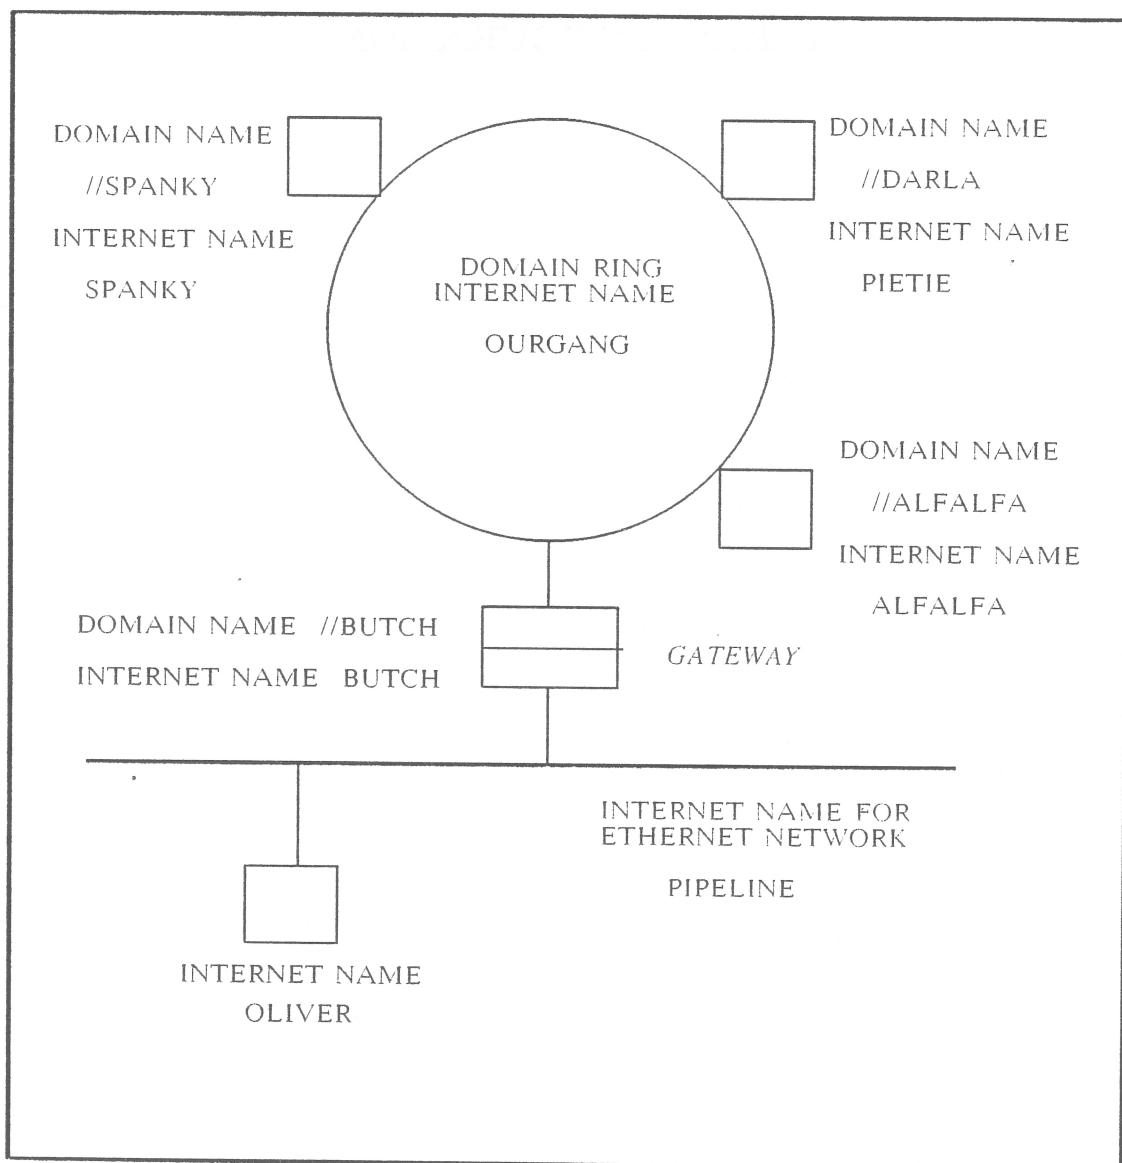 DOMAIN NAME
//SPANKY
INTERNET NAME
SPANKY
DOMAIN NAME
//DARLA
INTERNET NAME
PIETIE
DOMAIN RING
INTERNET NAME
OURGANG
DOMAIN NAME
//ALFALFA
INTERNET NAME
ALFALFA
DOMAIN NAME //BUTCH
INTERNET NAME BUTCH
GATEWAY
INTERNET NAME FOR
ETHERNET NETWORK
PIPELINE
INTERNET NAME
OLIVER